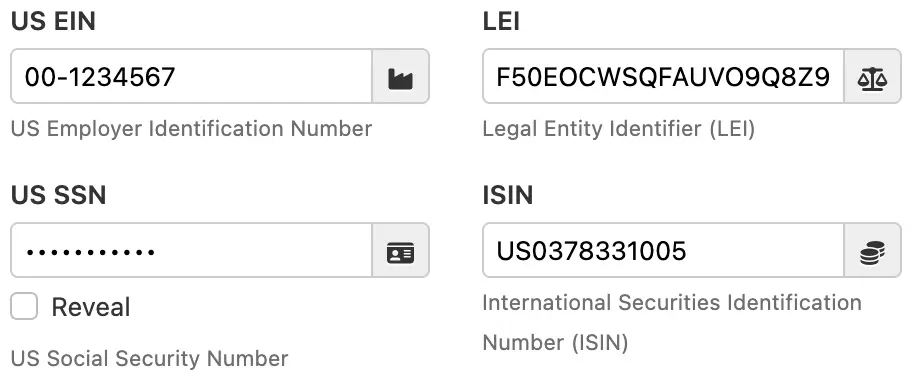 US EIN
00-1234567
US Employer Identification Number
LEI
F50EOCWSQFAUVO9Q8Z9
Legal Entity Identifier (LEI)
US SSN
•••••••••••
Reveal
US Social Security Number
ISIN
US0378331005
International Securities Identification
Number (ISIN)